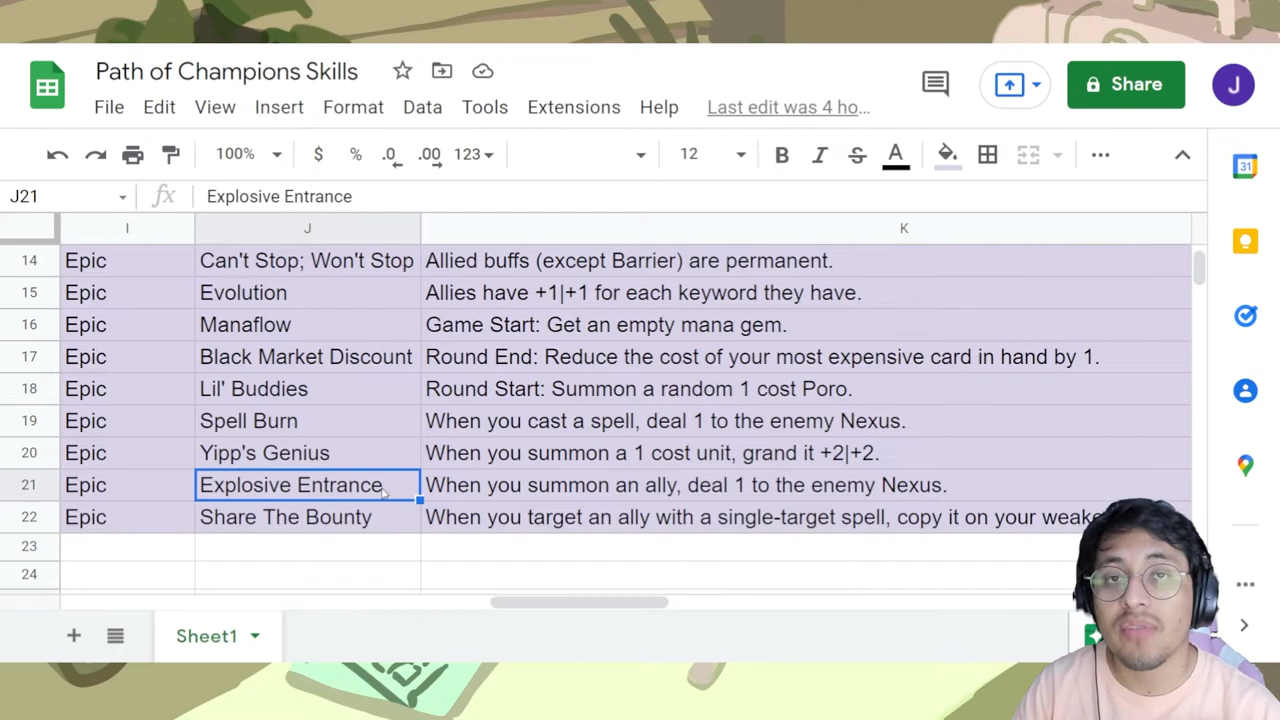 Path of Champions Skills
File Edit View Insert Format Data Tools Extensions Help Last edit was 4 ho...
Share
J
100% $ % .0 .00 123 12 B I S A
31
J21 fx Explosive Entrance
I J K
14 Epic Can't Stop; Won't Stop Allied buffs (except Barrier) are permanent.
15 Epic Evolution Allies have +1|+1 for each keyword they have.
16 Epic Manaflow Game Start: Get an empty mana gem.
17 Epic Black Market Discount Round End: Reduce the cost of your most expensive card in hand by 1.
18 Epic Lil' Buddies Round Start: Summon a random 1 cost Poro.
19 Epic Spell Burn When you cast a spell, deal 1 to the enemy Nexus.
20 Epic Yipp's Genius When you summon a 1 cost unit, grand it +2|+2.
21 Epic Explosive Entrance When you summon an ally, deal 1 to the enemy Nexus.
22 Epic Share The Bounty When you target an ally with a single-target spell, copy it on your
23
24
Sheet1